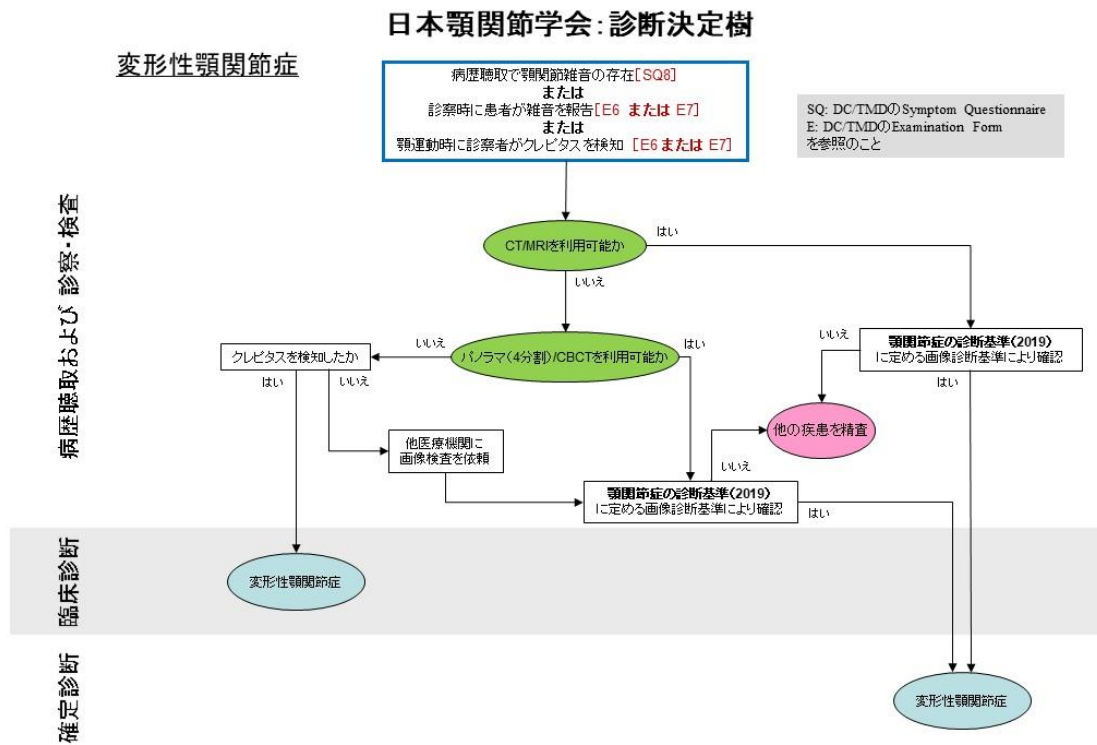 日本顎関節学会：診断決定樹
変形性顎関節症
病歴聴取で顎関節雑音の存在[SQ8]
または
診察時に患者が雑音を報告[E6 または E7]
または
顎運動時に診察者がクレピタスを検知 [E6 または E7]
SQ: DC/TMDのSymptom Questionnaire
E: DC/TMDのExamination Form
を参照のこと
病歴聴取および 診察・検査
CT/MRIを利用可能か
はい
いいえ
パノラマ（4分割）/CBCTを利用可能か
いいえ
はい
クレピタスを検知したか
はい
いいえ
顎関節症の診断基準（2019）
に定める画像診断基準により確認
いいえ
はい
他の疾患を精査
他医療機関に
画像検査を依頼
いいえ
顎関節症の診断基準（2019）
に定める画像診断基準により確認
はい
臨床診断
変形性顎関節症
確定診断
変形性顎関節症